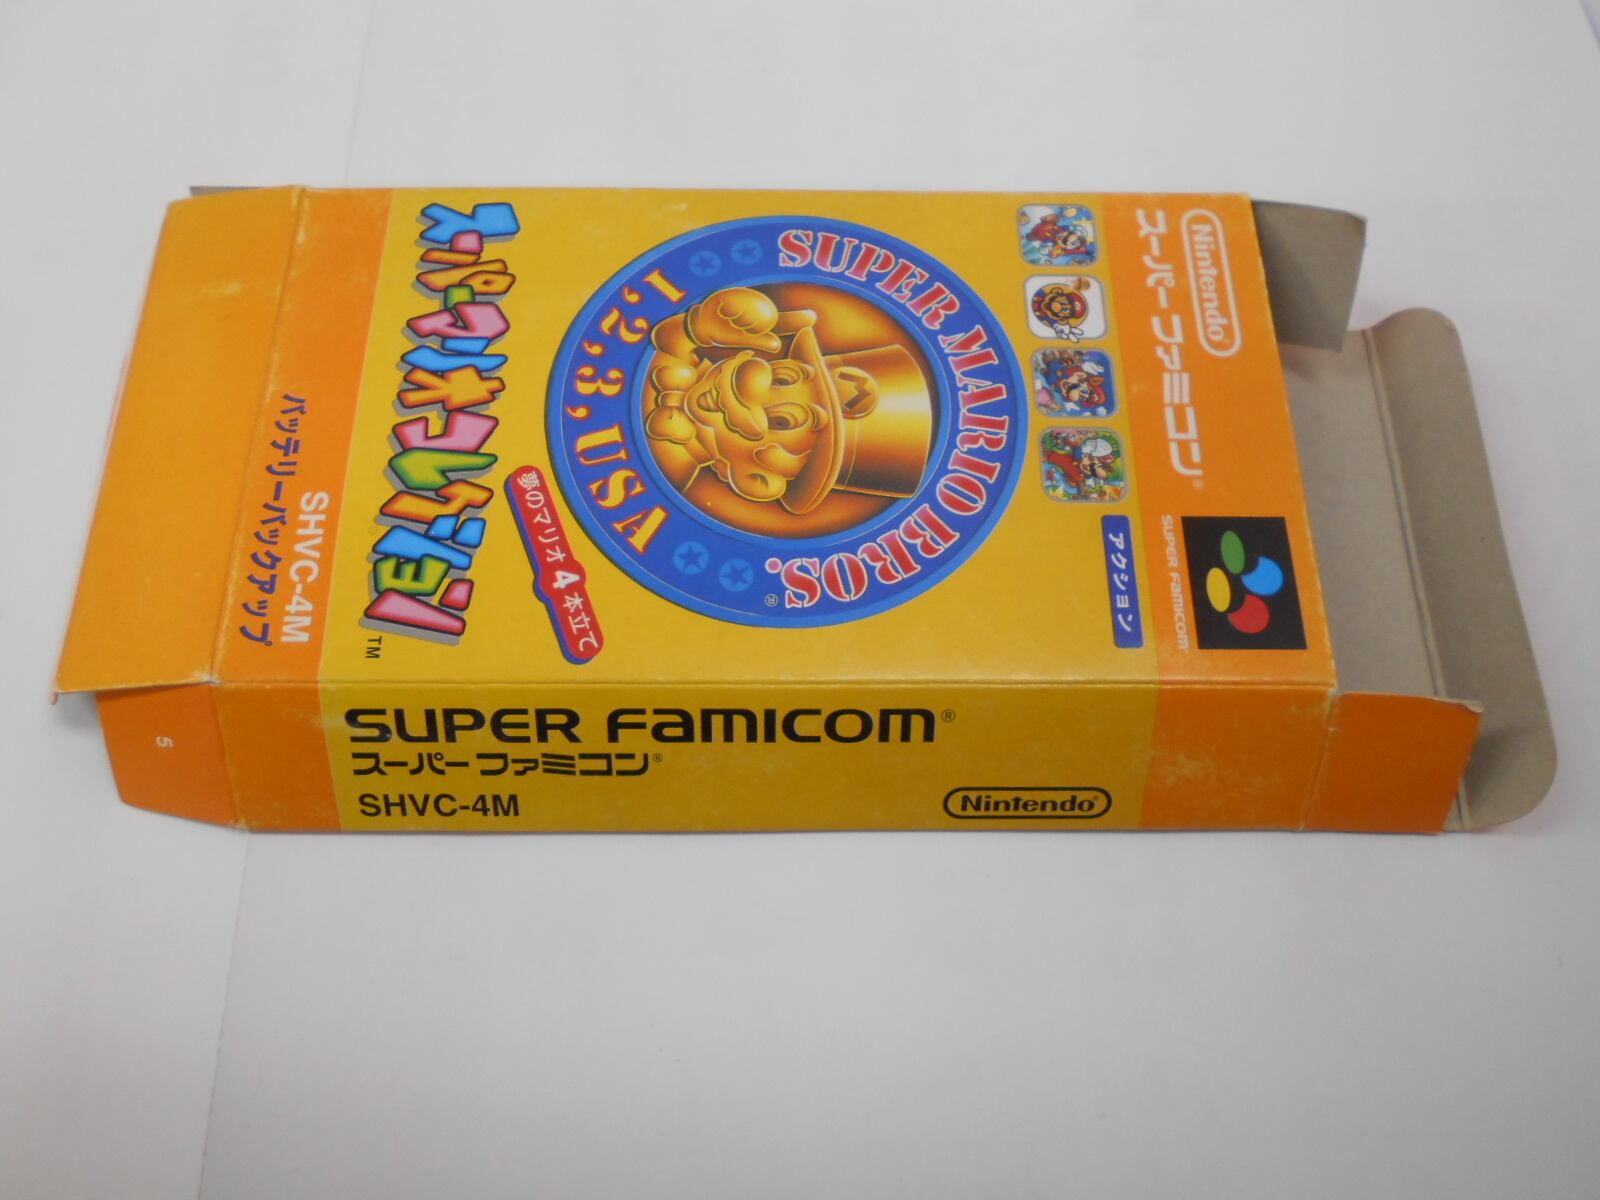 Nintendo®
スーパーファミコン®
SUPER FAMICOM
アクション
SUPER MARIO BROS.®
1, 2, 3, USA
夢のマリオ4本立て
スーパーマリオコレクション!™
SHVC-4M
バッテリーバックアップ
SUPER FAMICOM®
スーパーファミコン®
SHVC-4M
Nintendo®
5